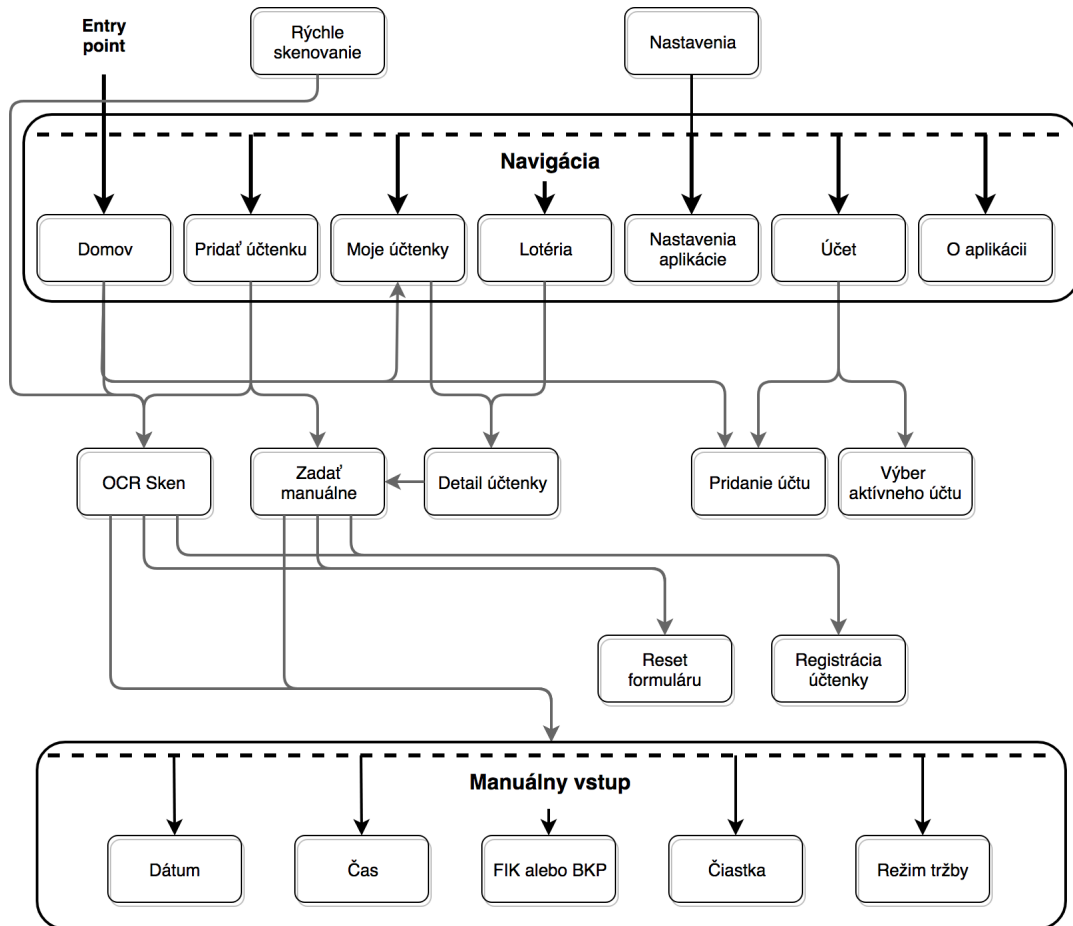 Entry
point
Rýchle
skenovanie
Nastavenia
Navigácia
Domov
Pridať účtenku
Moje účtenky
Lotéria
Nastavenia
aplikácie
Účet
O aplikácii
OCR Sken
Zadať
manuálne
Detail účtenky
Pridanie účtu
Výber
aktívneho účtu
Reset
formuláru
Registrácia
účtenky
Manuálny vstup
Dátum
Čas
FIK alebo BKP
Čiastka
Režim tržby